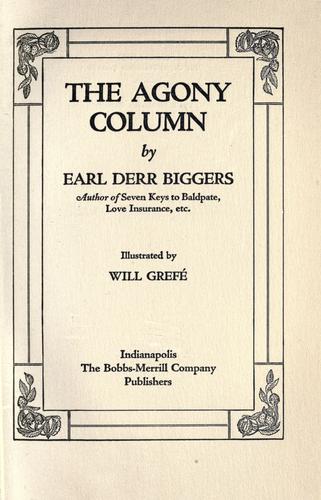 THE AGONY
COLUMN
by
EARL DERR BIGGERS
Author of Seven Keys to Baldpate,
Love Insurance, etc.
Illustrated by
WILL GREFÉ
Indianapolis
The Bobbs-Merrill Company
Publishers